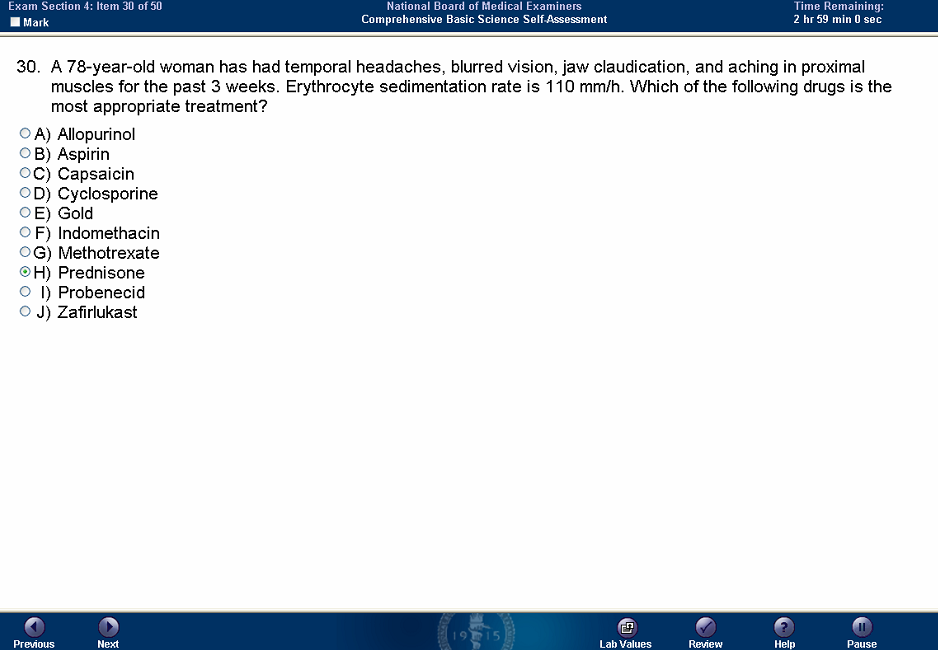 Exam Section 4: Item 30 of 50
National Board of Medical Examiners
Time Remaining:
Mark
Comprehensive Basic Science Self-Assessment
2 hr 59 min 0 sec
30. A 78-year-old woman has had temporal headaches, blurred vision, jaw claudication, and aching in proximal
muscles for the past 3 weeks. Erythrocyte sedimentation rate is 110 mm/h. Which of the following drugs is the
most appropriate treatment?
A) Allopurinol
B) Aspirin
C) Capsaicin
D) Cyclosporine
E) Gold
F) Indomethacin
G) Methotrexate
H) Prednisone
I) Probenecid
J) Zafirlukast
19 15
Previous
Next
Lab Values
Review
Help
Pause